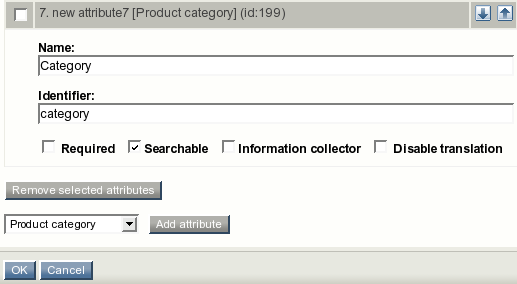 7. new attribute7 [Product category] (id:199)
Name:
Category
Identifier:
category
Required Searchable Information collector Disable translation
Remove selected attributes
Product category Add attribute
OK Cancel